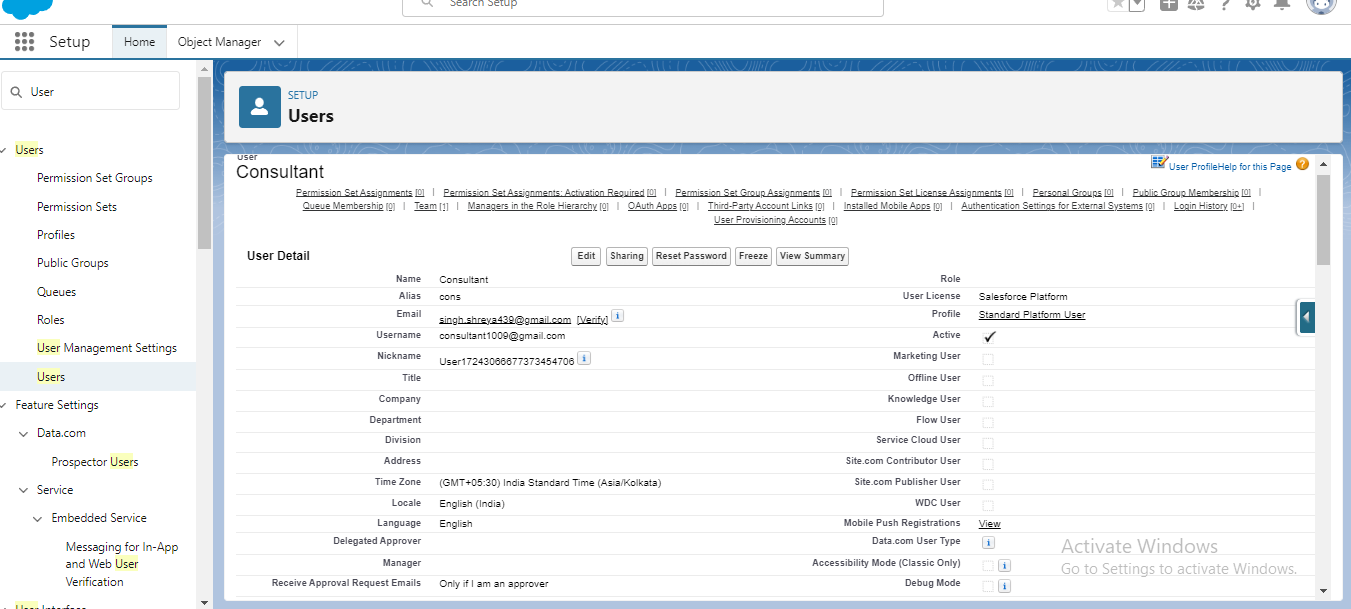 Search Setup
Setup
Home
Object Manager
User
Users
Permission Set Groups
Permission Sets
Profiles
Public Groups
Queues
Roles
User Management Settings
Users
Feature Settings
Data.com
Prospector Users
Service
Embedded Service
Messaging for In-App
and Web User
Verification
User Interface
SETUP
Users
User
Consultant
User Profile Help for this Page
Permission Set Assignments [0] | Permission Set Assignments: Activation Required [0] | Permission Set Group Assignments [0] | Permission Set License Assignments [0] | Personal Groups [0] | Public Group Membership [0] |
Queue Membership [0] | Team [1] | Managers in the Role Hierarchy [0] | OAuth Apps [0] | Third-Party Account Links [0] | Installed Mobile Apps [0] | Authentication Settings for External Systems [0] | Login History [0+] |
User Provisioning Accounts [0]
User Detail
Edit Sharing Reset Password Freeze View Summary
Name Consultant Role
Alias cons User License Salesforce Platform
Email singh.shreya439@gmail.com [Verify] i Profile Standard Platform User
Username consultant1009@gmail.com Active
Nickname User17243066677373454706 i Marketing User
Title Offline User
Company Knowledge User
Department Flow User
Division Service Cloud User
Address Site.com Contributor User
Time Zone (GMT+05:30) India Standard Time (Asia/Kolkata) Site.com Publisher User
Locale English (India) WDC User
Language English Mobile Push Registrations View
Delegated Approver Data.com User Type i
Manager Accessibility Mode (Classic Only) i
Receive Approval Request Emails Only if I am an approver Debug Mode i
Activate Windows
Go to Settings to activate Windows.